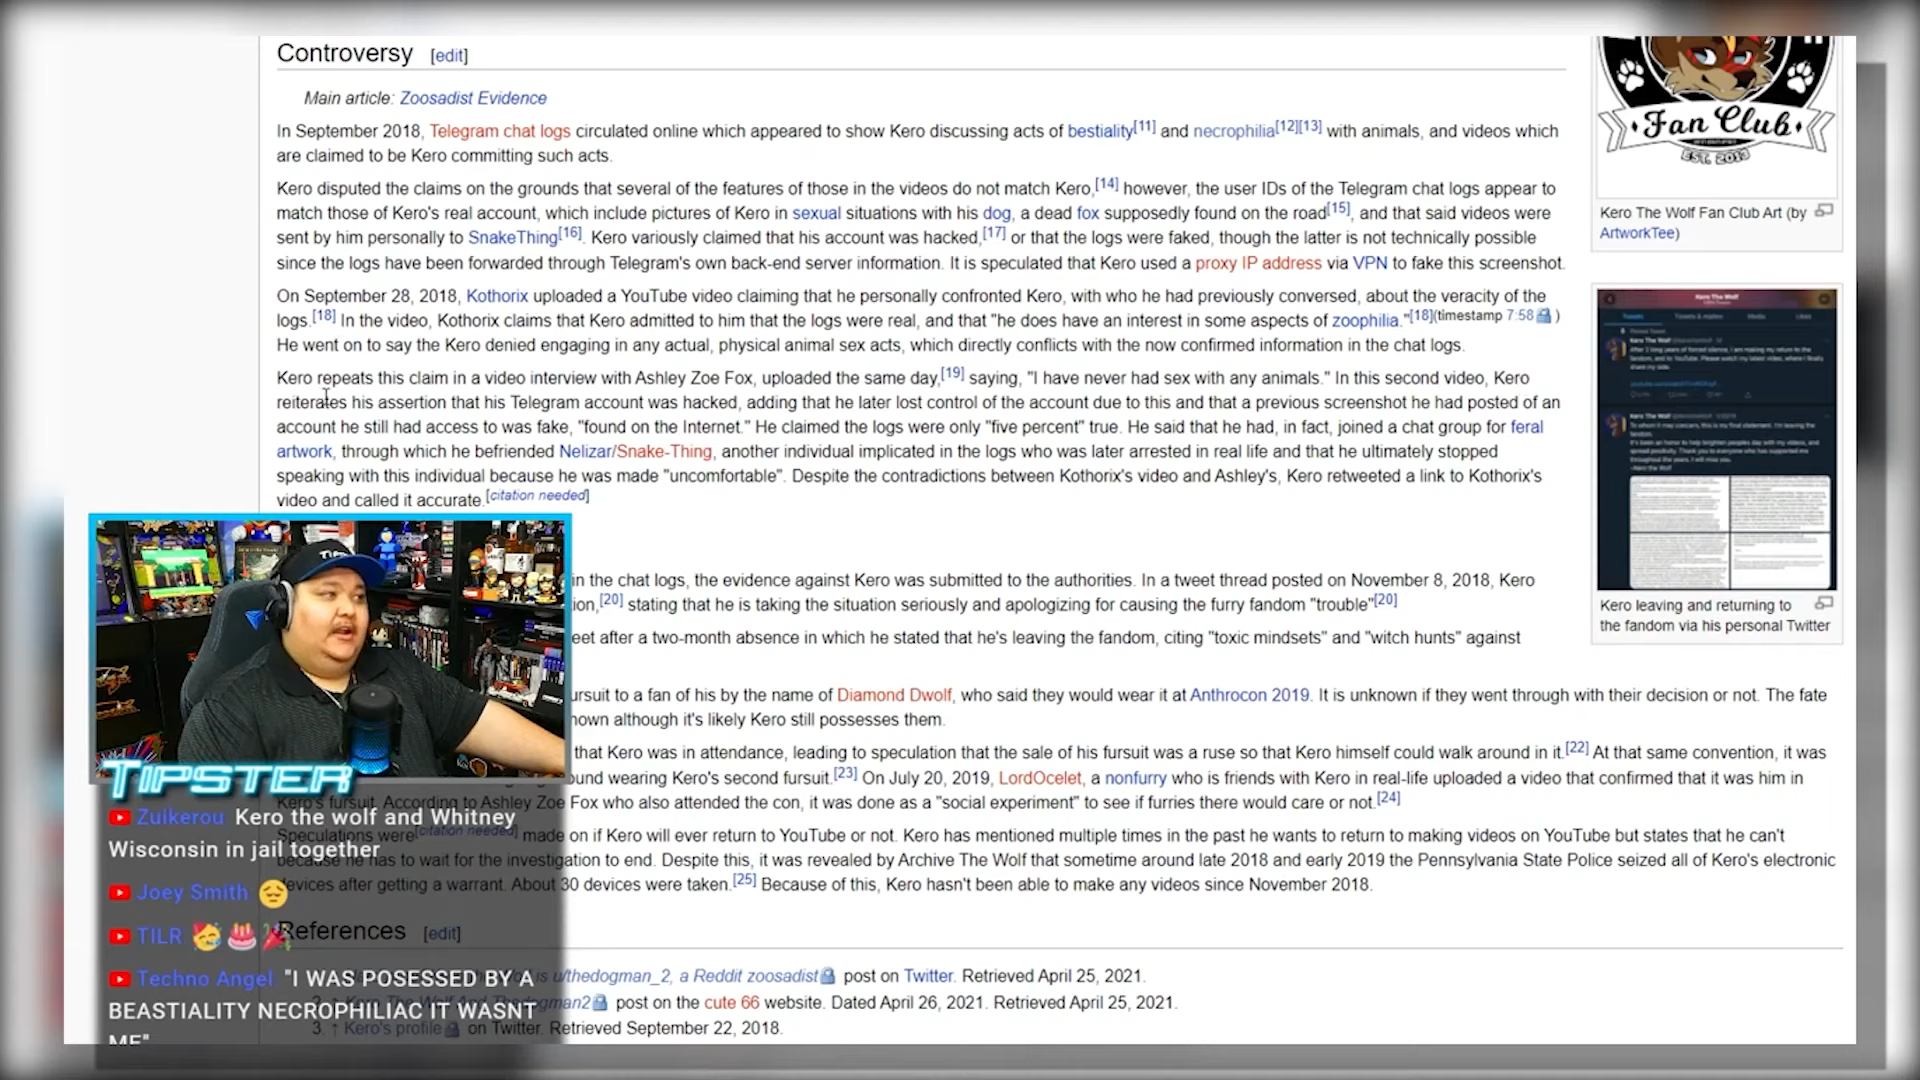 Controversy [edit]
Main article: Zoosadist Evidence
In September 2018, Telegram chat logs circulated online which appeared to show Kero discussing acts of bestiality[11] and necrophilia[12][13] with animals, and videos which
are claimed to be Kero committing such acts.
Kero disputed the claims on the grounds that several of the features of those in the videos do not match Kero,[14] however, the user IDs of the Telegram chat logs appear to
match those of Kero's real account, which include pictures of Kero in sexual situations with his dog, a dead fox supposedly found on the road[15], and that said videos were
sent by him personally to SnakeThing[16]. Kero variously claimed that his account was hacked,[17] or that the logs were faked, though the latter is not technically possible
since the logs have been forwarded through Telegram's own back-end server information. It is speculated that Kero used a proxy IP address via VPN to fake this screenshot.
On September 28, 2018, Kothorix uploaded a YouTube video claiming that he personally confronted Kero, with who he had previously conversed, about the veracity of the
logs.[18] In the video, Kothorix claims that Kero admitted to him that the logs were real, and that "he does have an interest in some aspects of zoophilia."[18](timestamp 7:58)
He went on to say the Kero denied engaging in any actual, physical animal sex acts, which directly conflicts with the now confirmed information in the chat logs.
Kero repeats this claim in a video interview with Ashley Zoe Fox, uploaded the same day,[19] saying, "I have never had sex with any animals." In this second video, Kero
reiterates his assertion that his Telegram account was hacked, adding that he later lost control of the account due to this and that a previous screenshot he had posted of an
account he still had access to was fake, "found on the Internet." He claimed the logs were only "five percent" true. He said that he had, in fact, joined a chat group for feral
artwork, through which he befriended Nelizar/Snake-Thing, another individual implicated in the logs who was later arrested in real life and that he ultimately stopped
speaking with this individual because he was made "uncomfortable". Despite the contradictions between Kothorix's video and Ashley's, Kero retweeted a link to Kothorix's
video and called it accurate.[citation needed]
in the chat logs, the evidence against Kero was submitted to the authorities. In a tweet thread posted on November 8, 2018, Kero
ion,[20] stating that he is taking the situation seriously and apologizing for causing the furry fandom "trouble"[20]
eet after a two-month absence in which he stated that he's leaving the fandom, citing "toxic mindsets" and "witch hunts" against
ursuit to a fan of his by the name of Diamond Dwolf, who said they would wear it at Anthrocon 2019. It is unknown if they went through with their decision or not. The fate
nown although it's likely Kero still possesses them.
that Kero was in attendance, leading to speculation that the sale of his fursuit was a ruse so that Kero himself could walk around in it.[22] At that same convention, it was
ound wearing Kero's second fursuit.[23] On July 20, 2019, LordOcelet, a nonfurry who is friends with Kero in real-life uploaded a video that confirmed that it was him in
Kero's fursuit. According to Ashley Zoe Fox who also attended the con, it was done as a "social experiment" to see if furries there would care or not.[24]
Speculations were[citation needed] made on if Kero will ever return to YouTube or not. Kero has mentioned multiple times in the past he wants to return to making videos on YouTube but states that he can't
because he has to wait for the investigation to end. Despite this, it was revealed by Archive The Wolf that sometime around late 2018 and early 2019 the Pennsylvania State Police seized all of Kero's electronic
devices after getting a warrant. About 30 devices were taken.[25] Because of this, Kero hasn't been able to make any videos since November 2018.
References [edit]
is u/thedogman_2, a Reddit zoosadist post on Twitter. Retrieved April 25, 2021.
post on the cute 66 website. Dated April 26, 2021. Retrieved April 25, 2021.
3. ↑ Kero's profile on Twitter. Retrieved September 22, 2018.
Fan Club
EST. 2013
Kero The Wolf Fan Club Art (by
ArtworkTee)
Kero The Wolf
Kero leaving and returning to
the fandom via his personal Twitter
TIPSTER
Zuikerou Kero the wolf and Whitney
Wisconsin in jail together
Joey Smith 😔
TILR 🥳🎂🎉
Techno Angel "I WAS POSESSED BY A
BEASTIALITY NECROPHILIAC IT WASNT
ME"